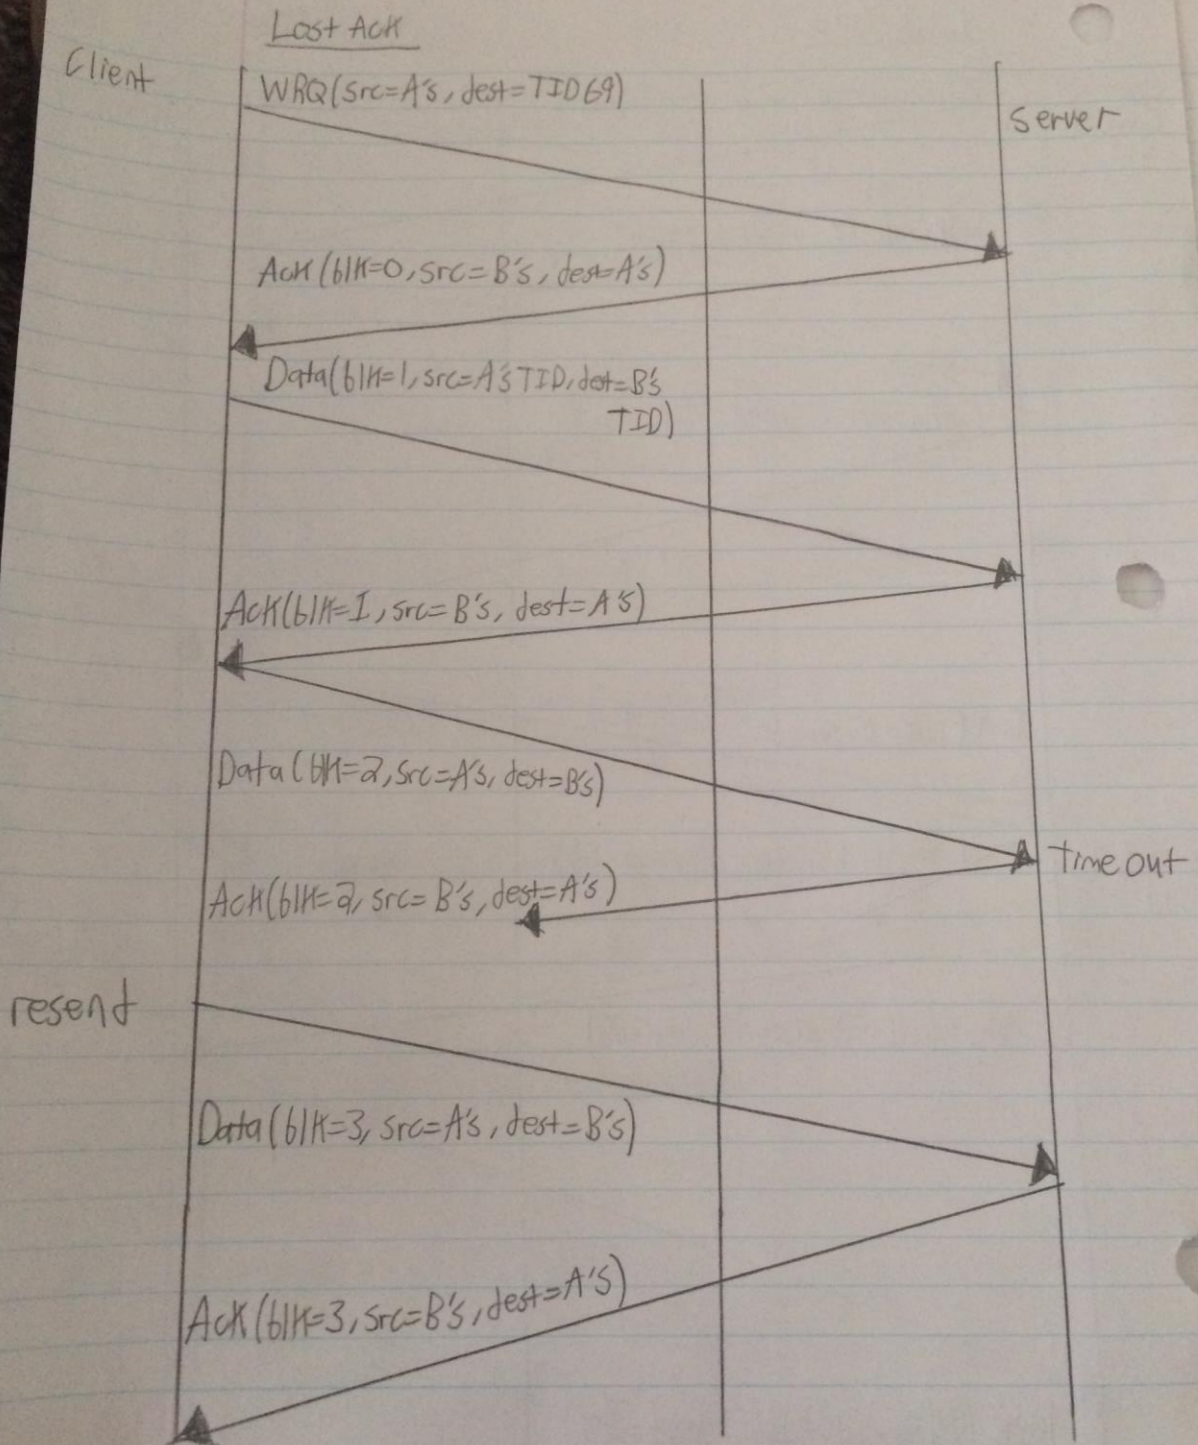 Lost Ack
Client
WRQ(src=A's, dest=TID69)
Server
Ack(blk=0, src=B's, dest=A's)
Data(blk=1, src=A's TID, det=B's
TID)
Ack(blk=1, src=B's, dest=A's)
Data(blk=2, src=A's, dest=B's)
Time out
Ack(blk=2, src=B's, dest=A's)
resend
Data(blk=3, src=A's, dest=B's)
Ack(blk=3, src=B's, dest=A's)